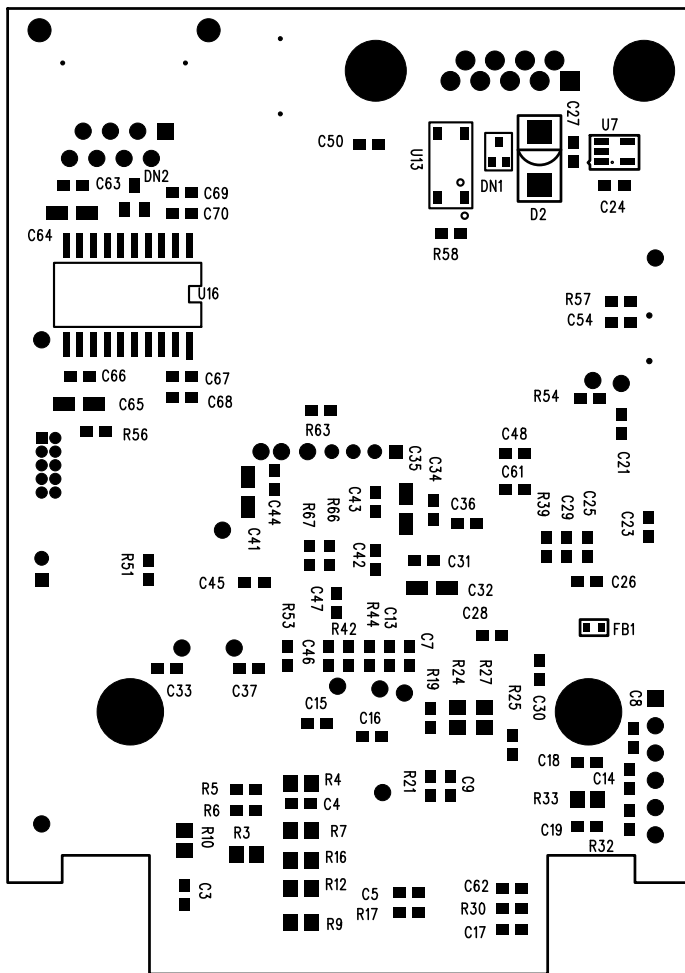 C27
U7
C50
U13
DN2
DN1
C63
C69
C70
C24
D2
C64
R58
U16
R57
C54
C66
C67
C65
C68
R54
R56
R63
C21
C48
C35
C34
C61
C44
C43
C36
C25
C29
R39
C23
C41
R67
R66
C42
C31
R51
C45
C26
C32
C47
C13
R44
R53
R42
C28
FB1
C46
C7
C33
C37
R19
R24
R27
C30
C8
C15
C16
R25
C18
C14
R5
R4
R21
C9
R6
C4
R33
R10
R3
R7
C19
R32
R16
C3
R12
C5
C62
R17
R30
R9
C17